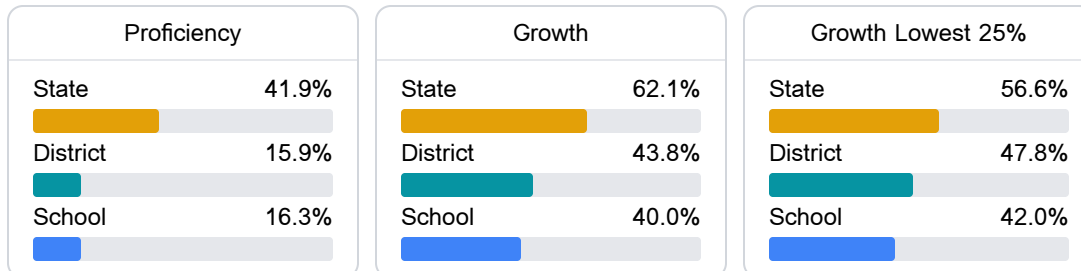 Proficiency
State 41.9%
District 15.9%
School 16.3%
Growth
State 62.1%
District 43.8%
School 40.0%
Growth Lowest 25%
State 56.6%
District 47.8%
School 42.0%